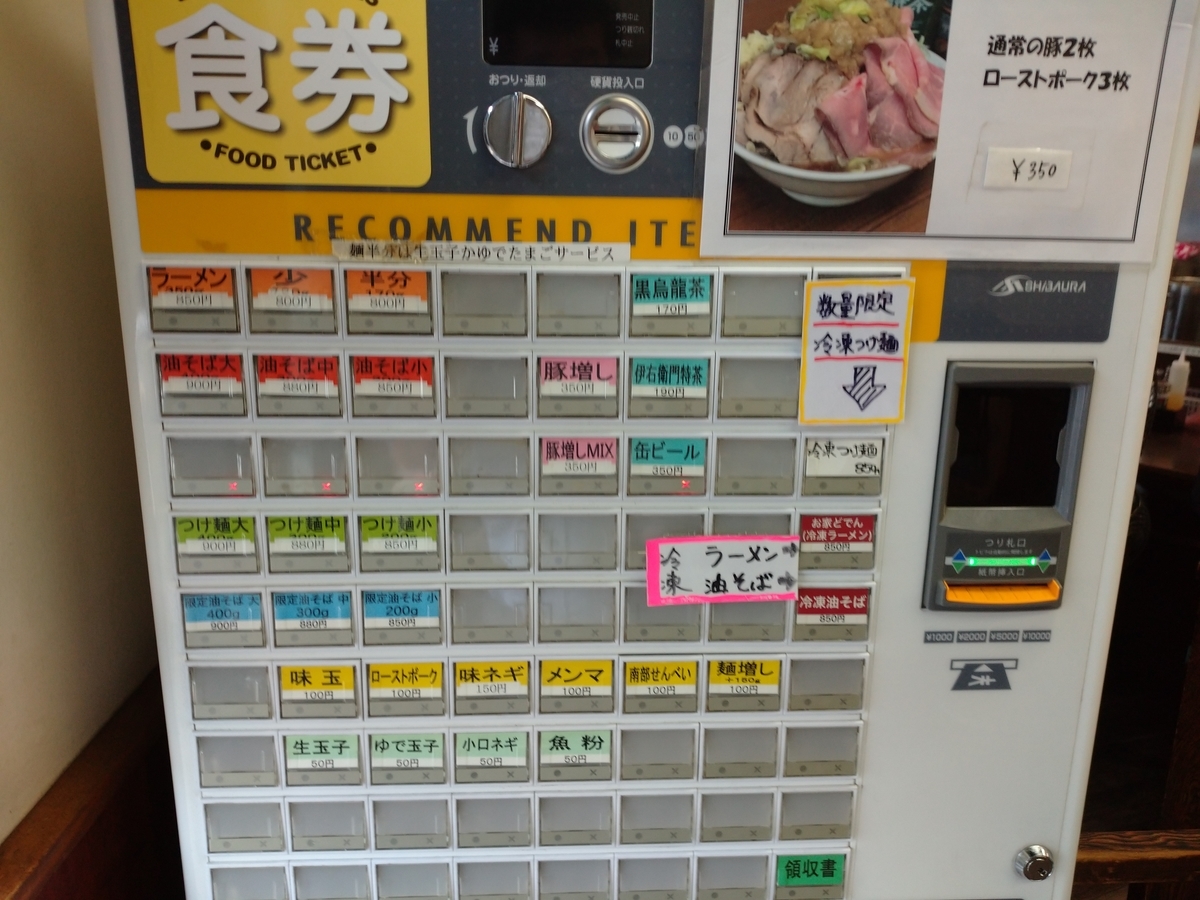 食券
•FOOD TICKET•
¥
発売中止
つり銭切れ
札中止
おつり・返却
硬貨投入口
10 50
通常の豚2枚
ローストポーク3枚
¥350
RECOMMEND ITE
麺半分は生玉子かゆでたまごサービス
SHIBAURA
ラーメン
850円
少
800円
半分
800円
黒烏龍茶
170円
数量限定
冷凍つけ麺
油そば大
900円
油そば中
880円
油そば小
850円
豚増し
350円
伊右衛門特茶
190円
豚増しMIX
350円
缶ビール
350円
冷凍つけ麺
つけ麺大
900円
つけ麺中
880円
つけ麺小
850円
お家どでん
(冷凍ラーメン)
850円
冷凍 ラーメン
油そば
限定油そば 大
400g
900円
限定油そば 中
300g
880円
限定油そば 小
200g
850円
冷凍油そば
850円
味玉
100円
ローストポーク
100円
味ネギ
150円
メンマ
100円
南部せんべい
100円
麺増し
+150g
100円
生玉子
50円
ゆで玉子
50円
小口ネギ
50円
魚粉
50円
領収書
つり札口
紙幣挿入口
¥1000 ¥2000 ¥5000 ¥10000